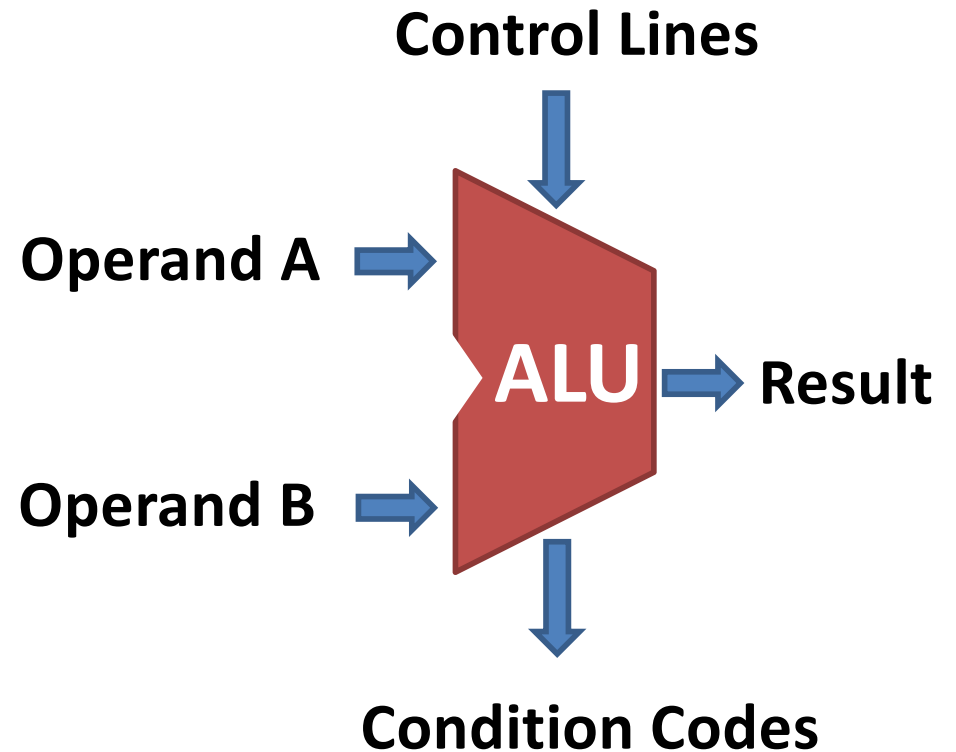 Control Lines
Operand A
ALU
Result
Operand B
Condition Codes